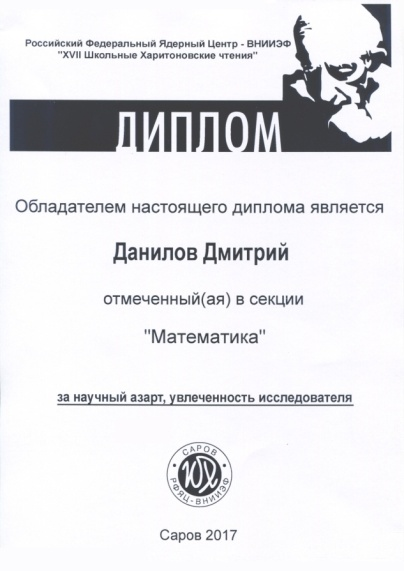 Российский Федеральный Ядерный Центр - ВНИИЭФ
"XVII Школьные Харитоновские чтения"
ДИПЛОМ
Обладателем настоящего диплома является
Данилов Дмитрий
отмеченный(ая) в секции
"Математика"
за научный азарт, увлеченность исследователя
САРОВ
ЮХ
РФЯЦ-ВНИИЭФ
Саров 2017